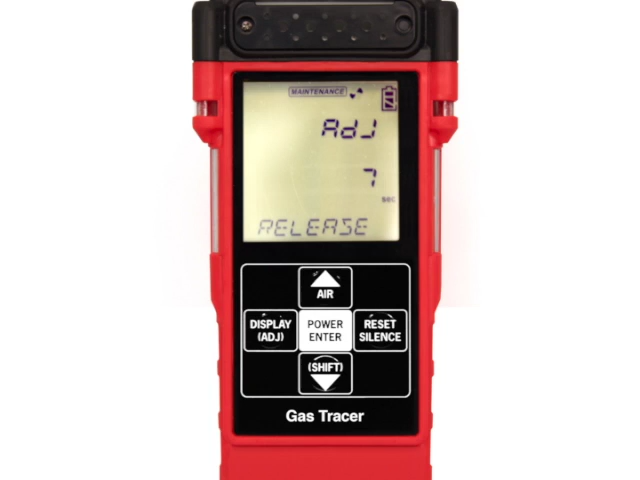 MAINTENANCE
AdJ
7
SEC
RELEASE
AIR
DISPLAY
(ADJ)
POWER
ENTER
RESET
SILENCE
(SHIFT)
Gas Tracer